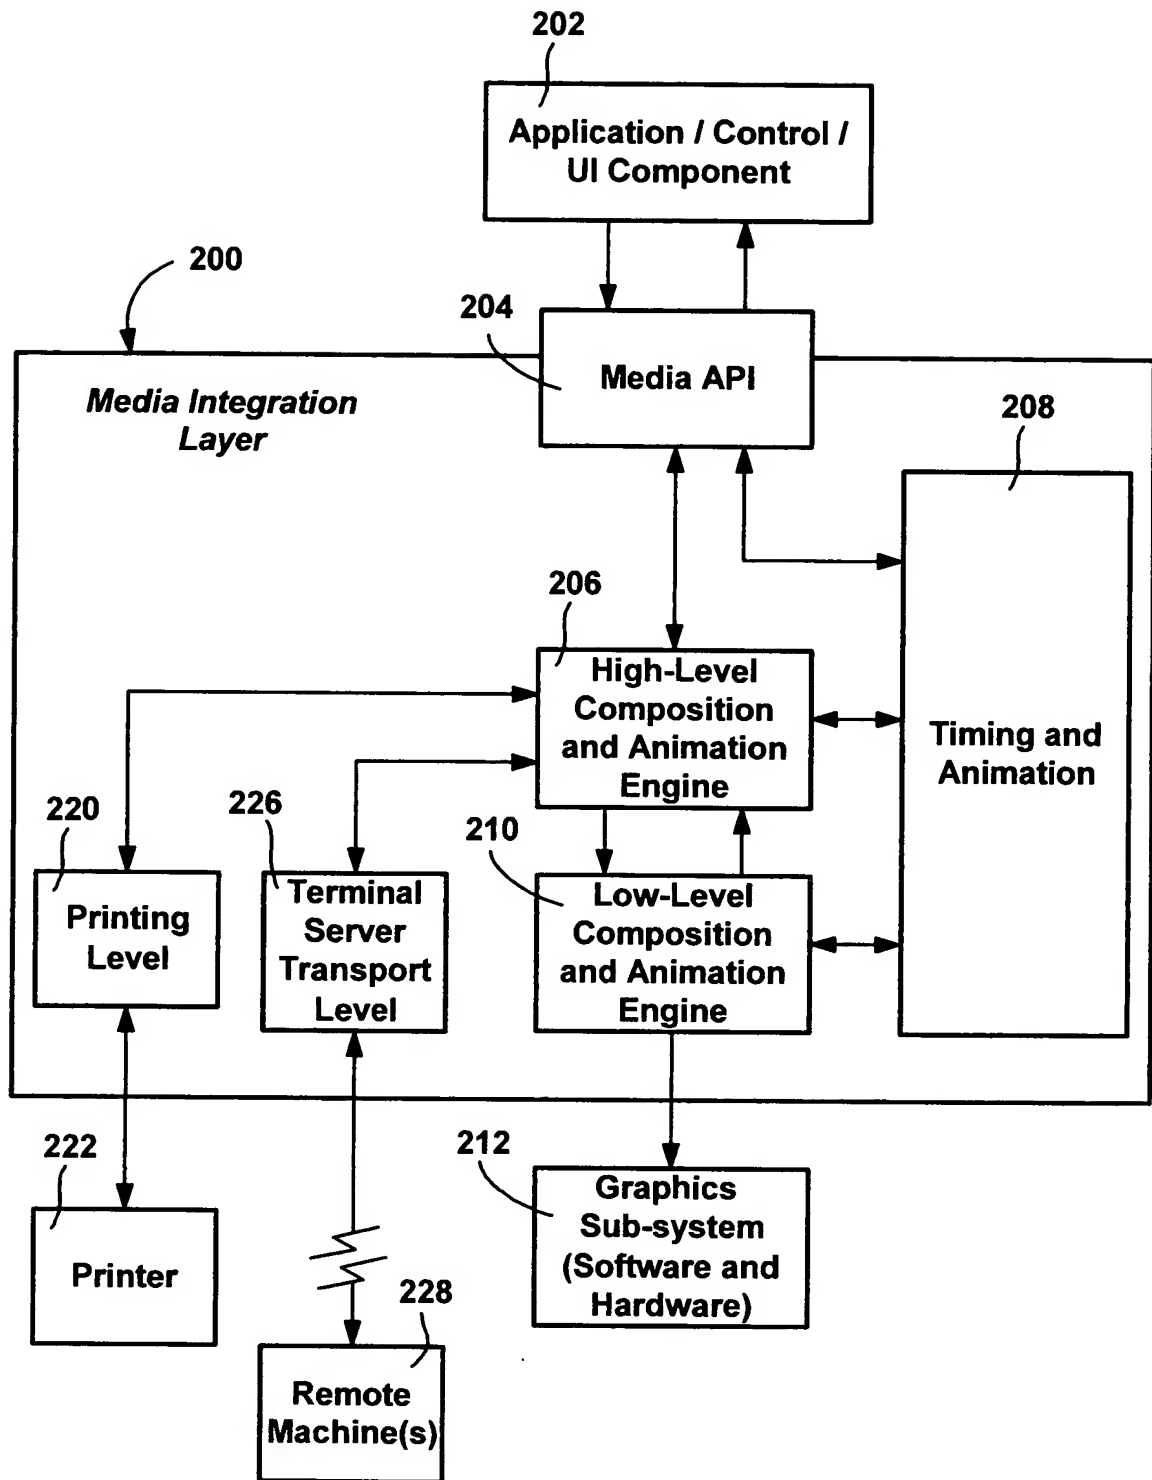 202
Application / Control /
UI Component
200
204
Media API
Media Integration
Layer
208
206
High-Level
Composition
and Animation
Engine
Timing and
Animation
220
226
210
Printing
Level
Terminal
Server
Transport
Level
Low-Level
Composition
and Animation
Engine
222
212
Printer
Graphics
Sub-system
(Software and
Hardware)
228
Remote
Machine(s)